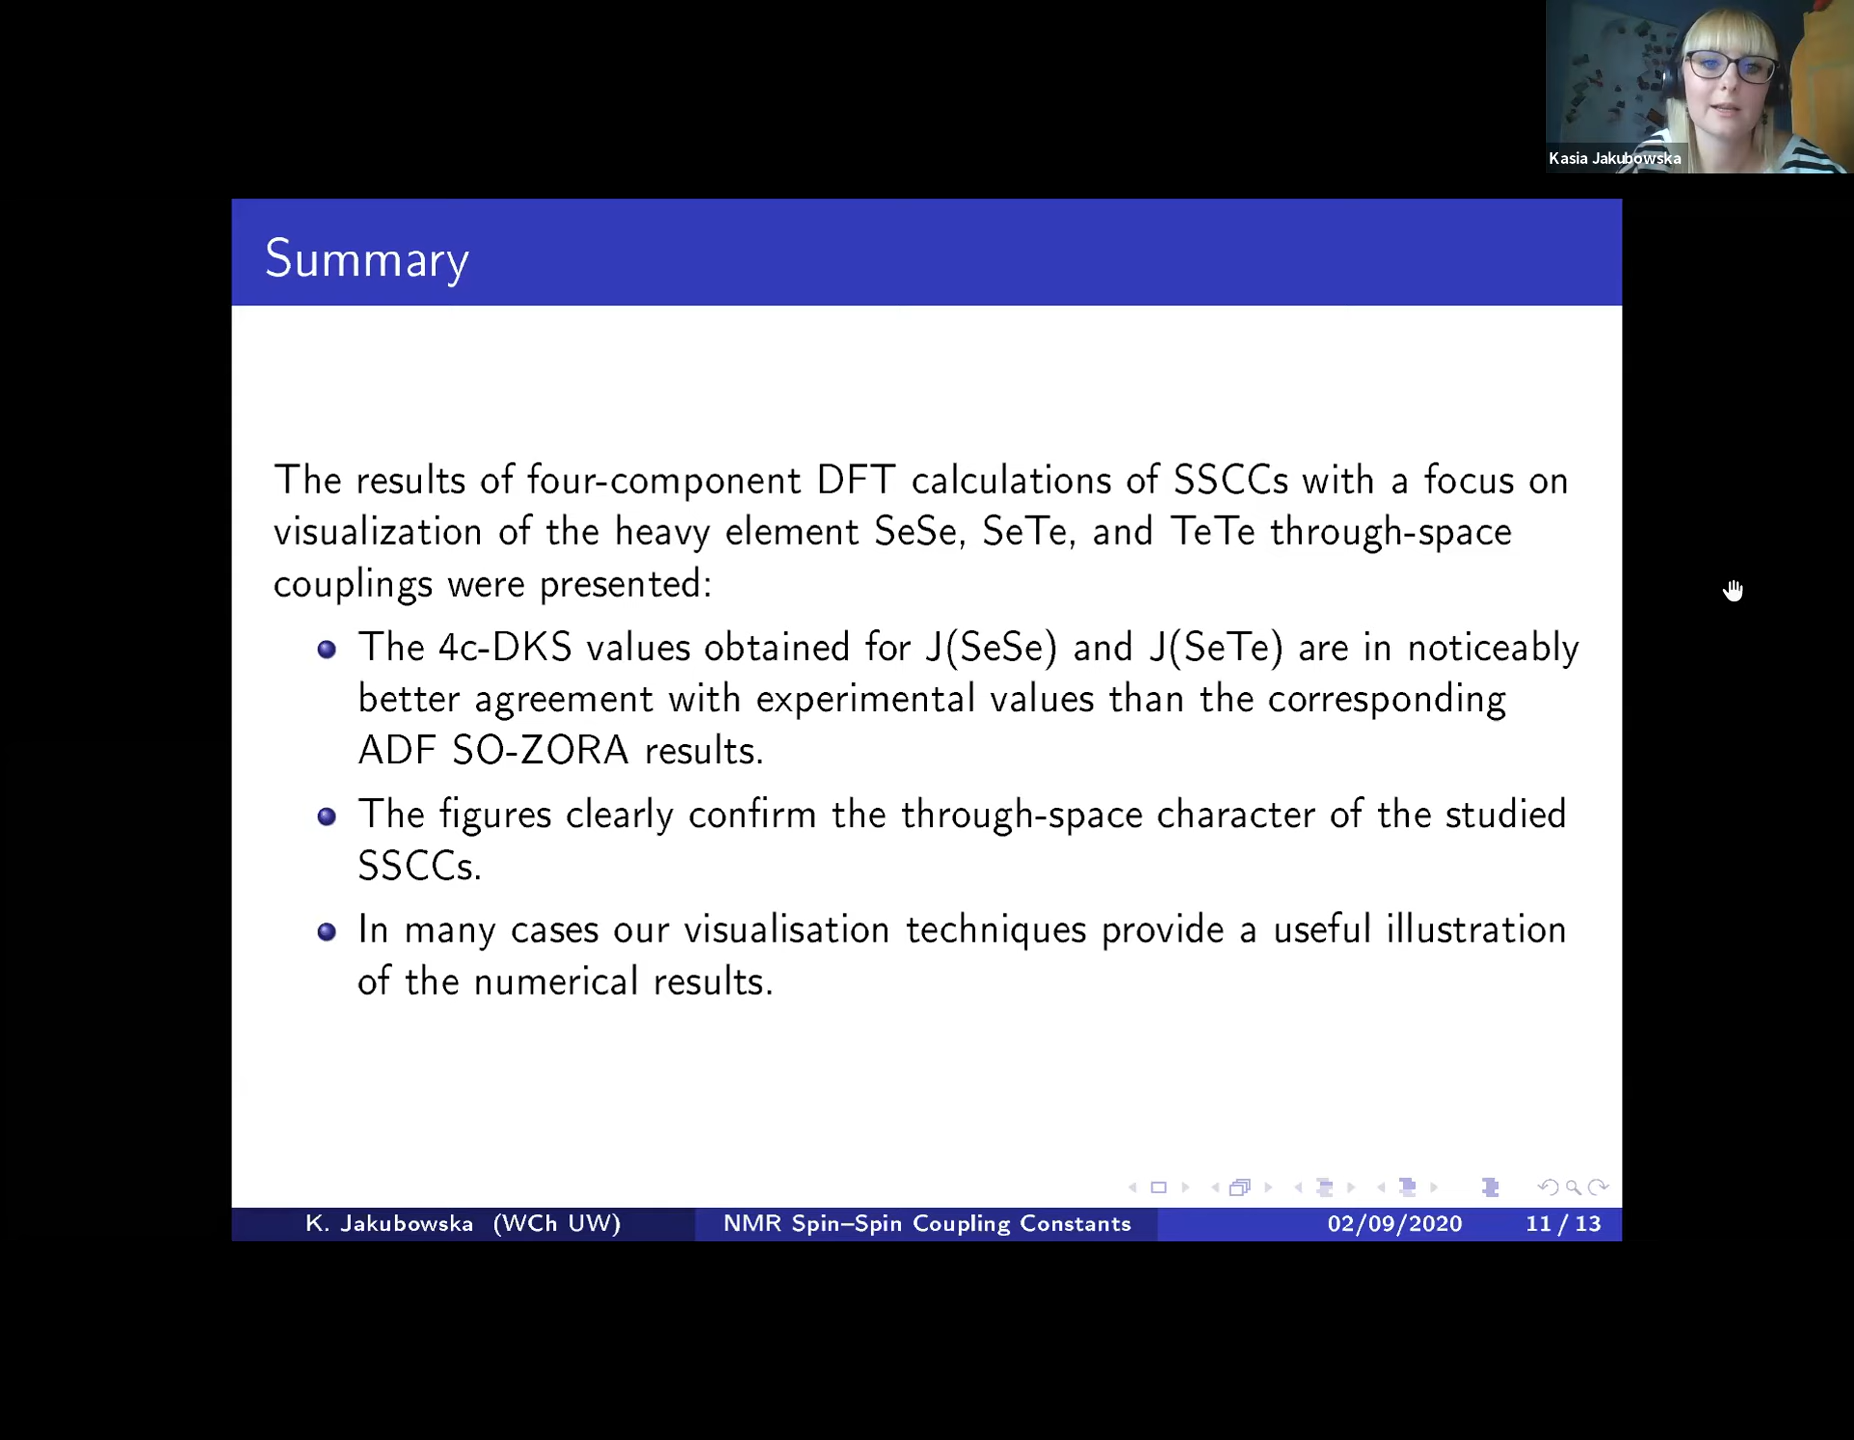 Kasia Jakubowska
Summary
The results of four-component DFT calculations of SSCCs with a focus on
visualization of the heavy element SeSe, SeTe, and TeTe through-space
couplings were presented:
The 4c-DKS values obtained for J(SeSe) and J(SeTe) are in noticeably
better agreement with experimental values than the corresponding
ADF SO-ZORA results.
The figures clearly confirm the through-space character of the studied
SSCCs.
In many cases our visualisation techniques provide a useful illustration
of the numerical results.
K. Jakubowska (WCh UW) NMR Spin–Spin Coupling Constants 02/09/2020 11 / 13